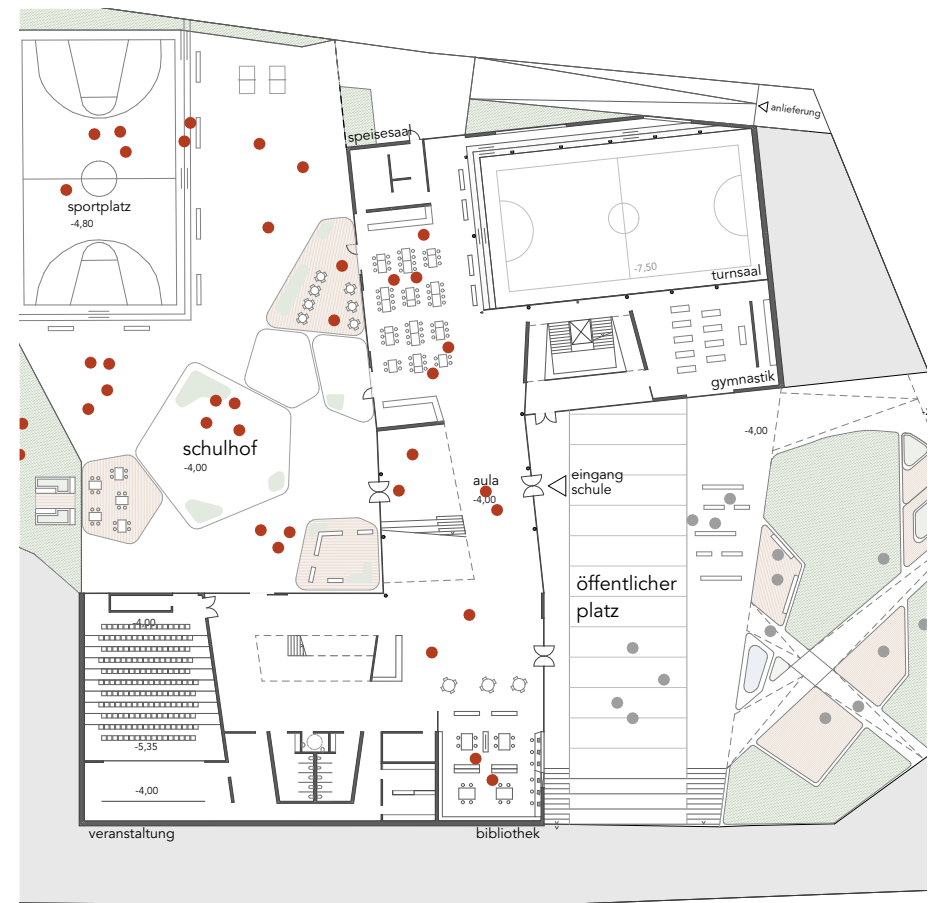 anlieferung
speisesaal
sportplatz
-4,80
-7,50
turnsaal
gymnastik
schulhof
-4,00
-4,00
aula
-4,00
eingang
schule
öffentlicher
platz
-4,00
-5,35
-4,00
veranstaltung
bibliothek